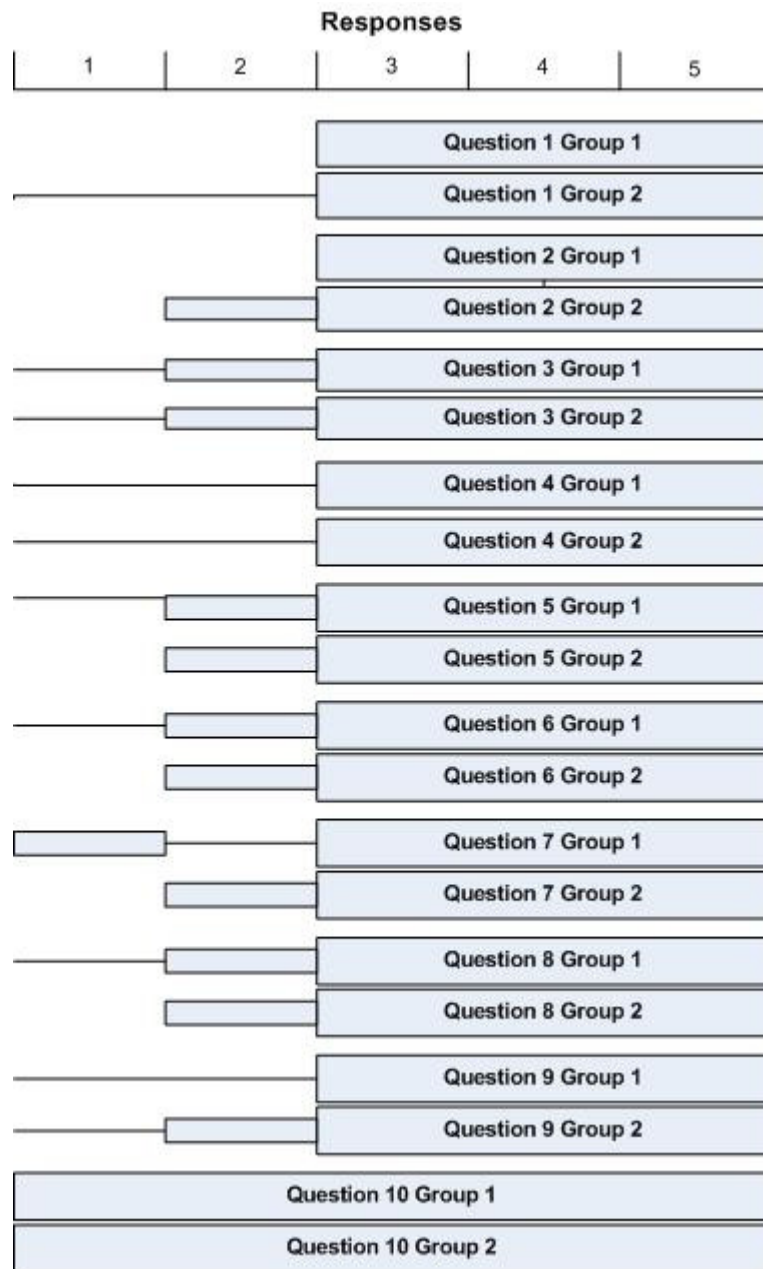 Responses
1 2 3 4 5
Question 1 Group 1
Question 1 Group 2
Question 2 Group 1
Question 2 Group 2
Question 3 Group 1
Question 3 Group 2
Question 4 Group 1
Question 4 Group 2
Question 5 Group 1
Question 5 Group 2
Question 6 Group 1
Question 6 Group 2
Question 7 Group 1
Question 7 Group 2
Question 8 Group 1
Question 8 Group 2
Question 9 Group 1
Question 9 Group 2
Question 10 Group 1
Question 10 Group 2